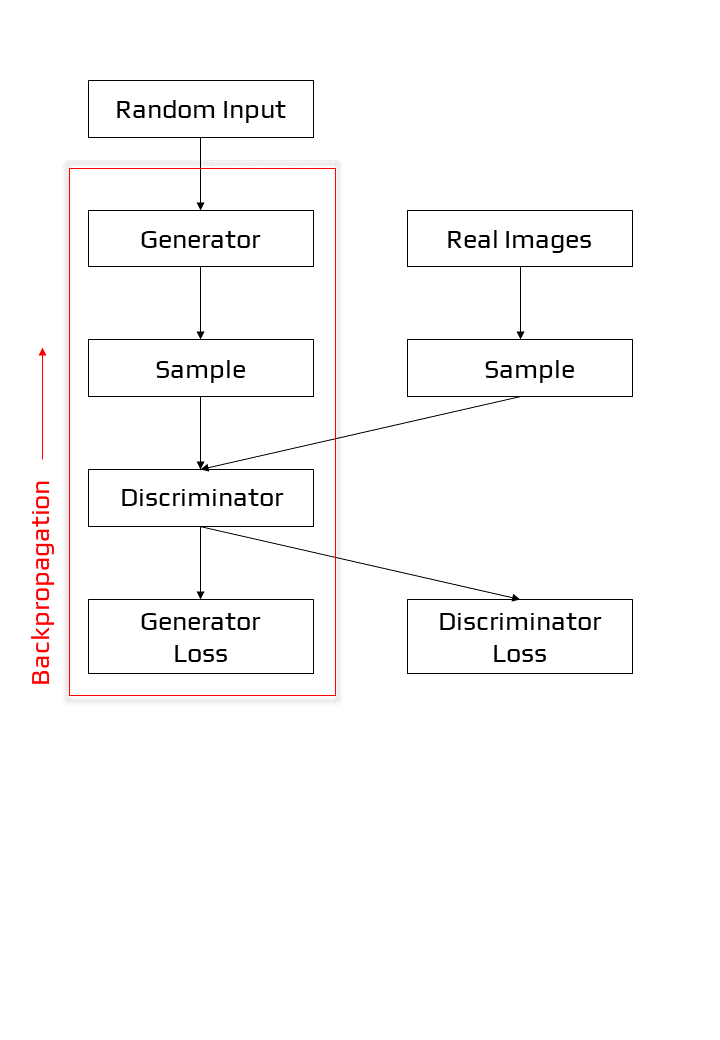 Random Input
Generator
Real Images
Sample
Sample
Discriminator
Generator
Loss
Discriminator
Loss
Backpropagation